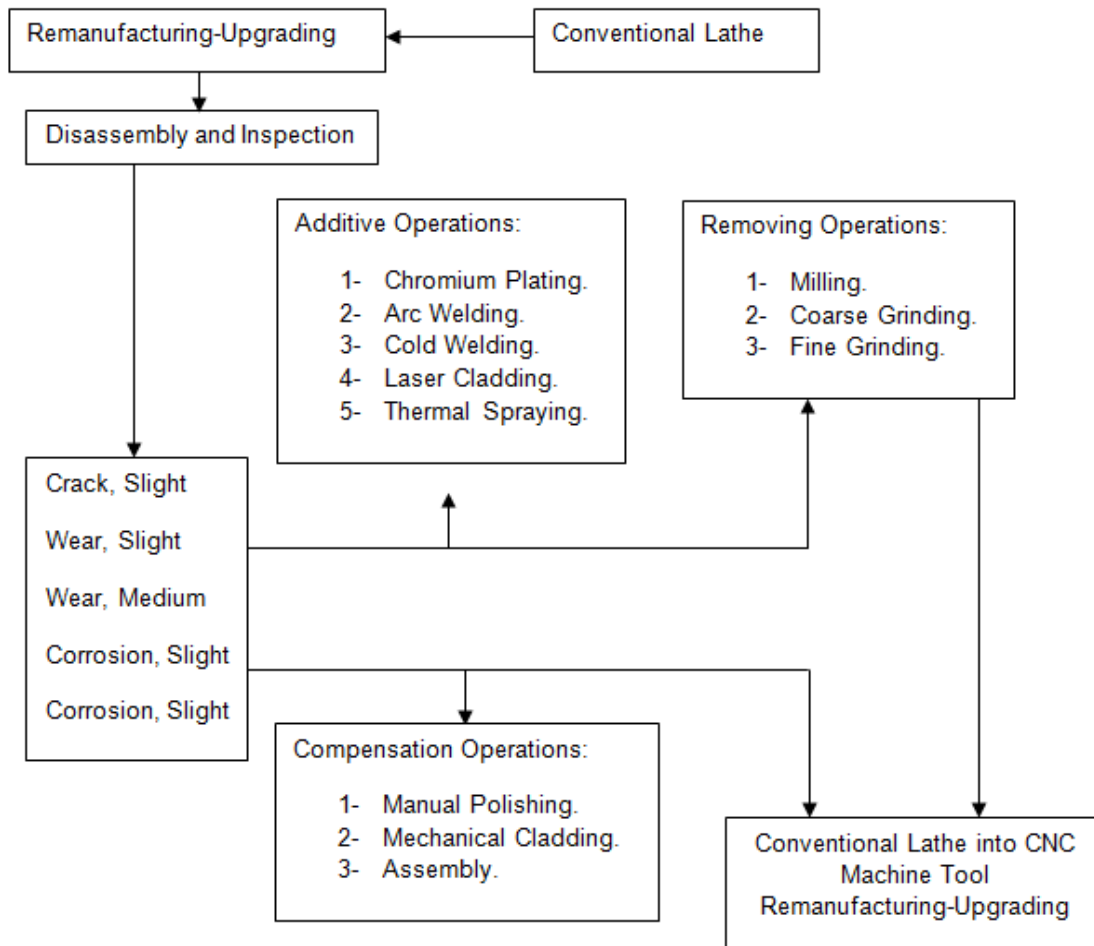 Remanufacturing-Upgrading
Conventional Lathe
Disassembly and Inspection
Additive Operations:
1- Chromium Plating.
2- Arc Welding.
3- Cold Welding.
4- Laser Cladding.
5- Thermal Spraying.
Removing Operations:
1- Milling.
2- Coarse Grinding.
3- Fine Grinding.
Crack, Slight
Wear, Slight
Wear, Medium
Corrosion, Slight
Corrosion, Slight
Compensation Operations:
1- Manual Polishing.
2- Mechanical Cladding.
3- Assembly.
Conventional Lathe into CNC
Machine Tool
Remanufacturing-Upgrading